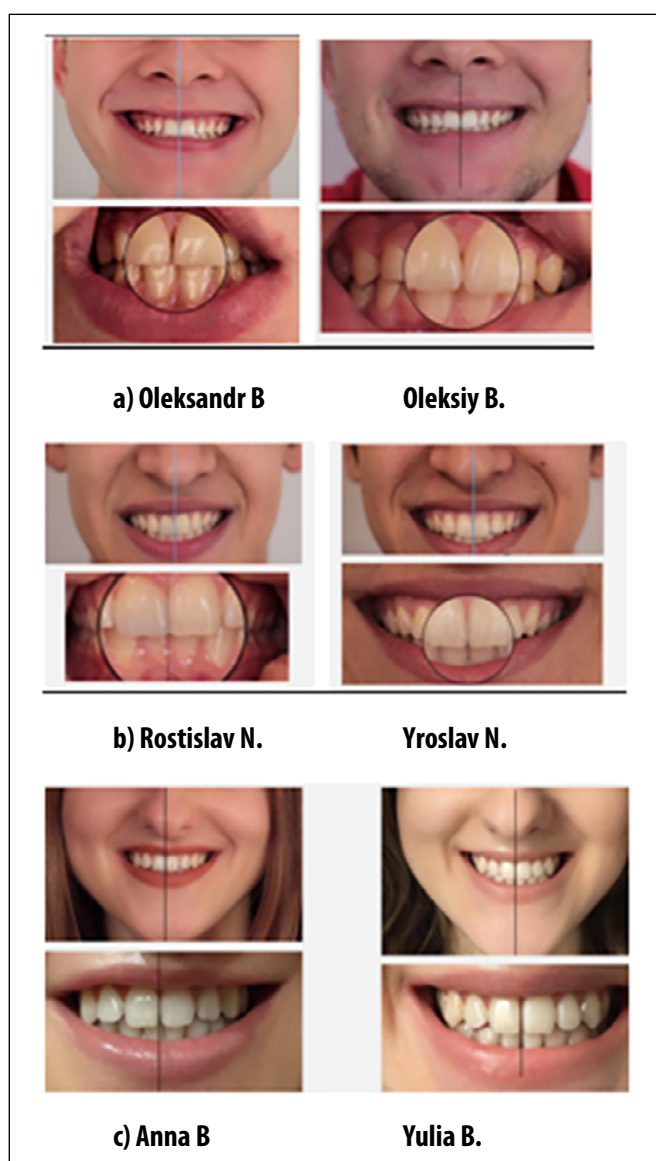 a) Oleksandr B Oleksiy B.
b) Rostislav N. Yroslav N.
c) Anna B Yulia B.